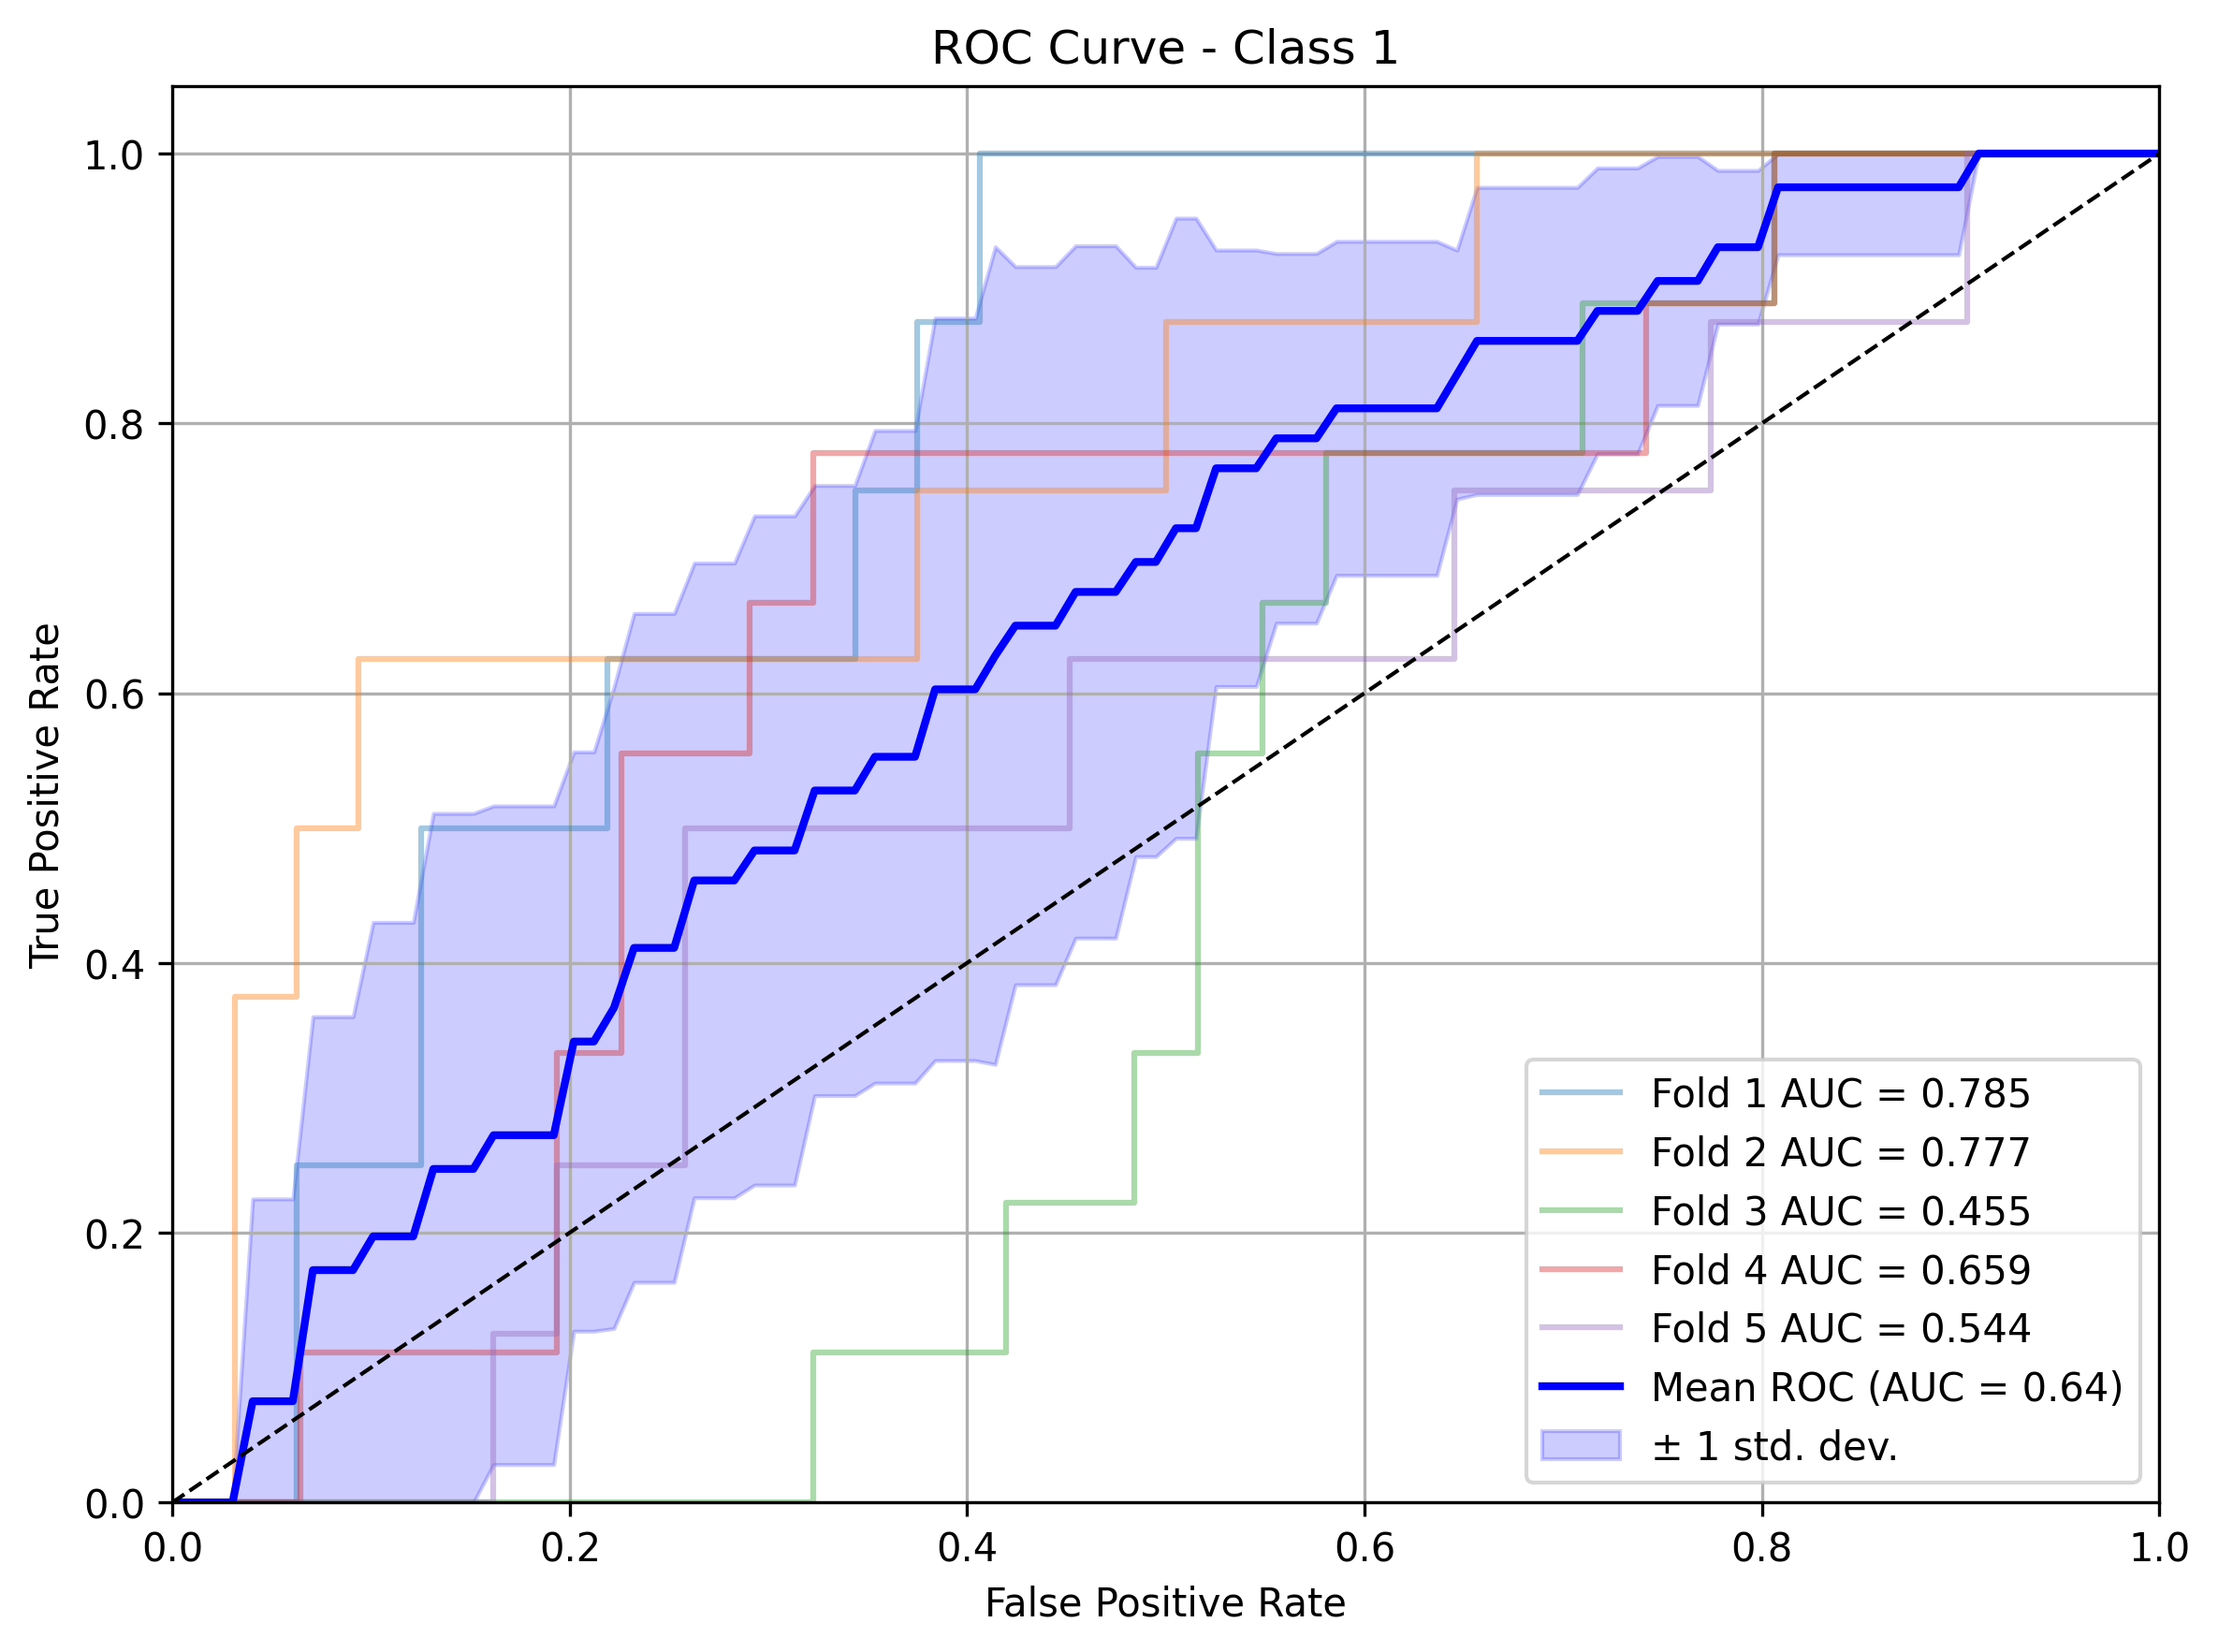 ROC Curve - Class 1
True Positive Rate
1.0
0.8
0.6
0.4
0.2
0.0
0.0 0.2 0.4 0.6 0.8 1.0
False Positive Rate
Fold 1 AUC = 0.785
Fold 2 AUC = 0.777
Fold 3 AUC = 0.455
Fold 4 AUC = 0.659
Fold 5 AUC = 0.544
Mean ROC (AUC = 0.64)
± 1 std. dev.